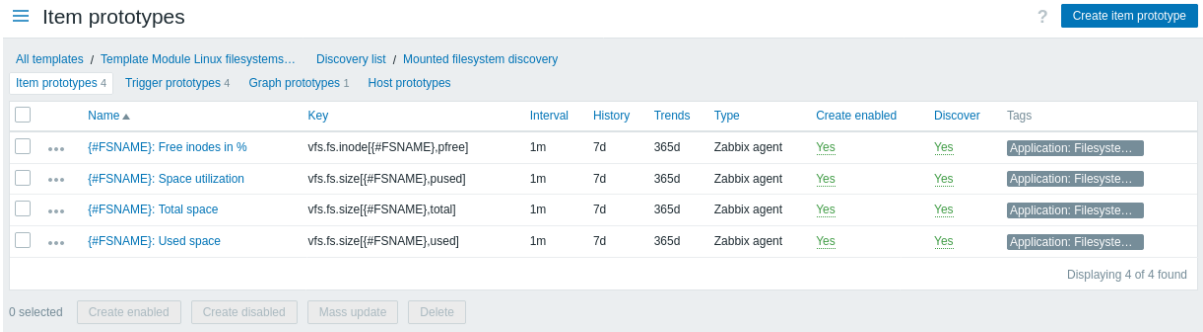 Item prototypes ? Create item prototype
All templates / Template Module Linux filesystems… Discovery list / Mounted filesystem discovery
Item prototypes 4 Trigger prototypes 4 Graph prototypes 1 Host prototypes
Name Key Interval History Trends Type Create enabled Discover Tags
{#FSNAME}: Free inodes in % vfs.fs.inode[{#FSNAME},pfree] 1m 7d 365d Zabbix agent Yes Yes Application: Filesyste…
{#FSNAME}: Space utilization vfs.fs.size[{#FSNAME},pused] 1m 7d 365d Zabbix agent Yes Yes Application: Filesyste…
{#FSNAME}: Total space vfs.fs.size[{#FSNAME},total] 1m 7d 365d Zabbix agent Yes Yes Application: Filesyste…
{#FSNAME}: Used space vfs.fs.size[{#FSNAME},used] 1m 7d 365d Zabbix agent Yes Yes Application: Filesyste…
Displaying 4 of 4 found
0 selected Create enabled Create disabled Mass update Delete